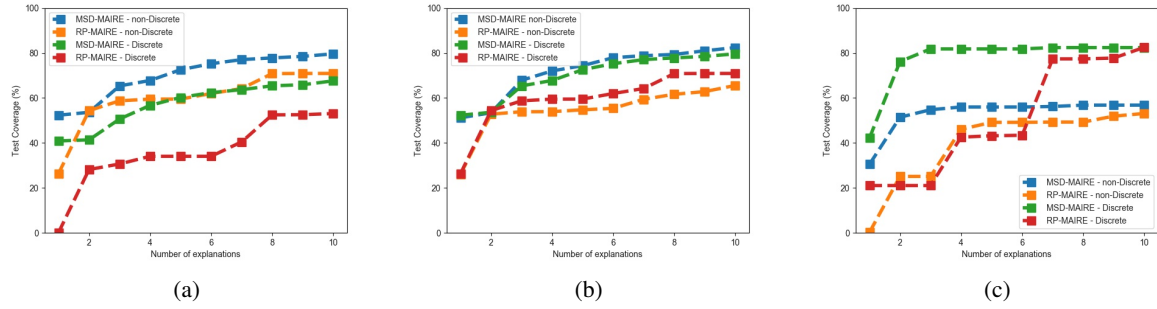 100
80
60
40
20
0
Test Coverage (%)
MSD-MAIRE - non-Discrete
RP-MAIRE - non-Discrete
MSD-MAIRE - Discrete
RP-MAIRE - Discrete
2 4 6 8 10
Number of explanations
(a)
100
80
60
40
20
0
Test Coverage (%)
MSD-MAIRE non-Discrete
RP-MAIRE - non-Discrete
MSD-MAIRE - Discrete
RP-MAIRE - Discrete
2 4 6 8 10
Number of explanations
(b)
100
80
60
40
20
0
Test Coverage (%)
MSD-MAIRE - non-Discrete
RP-MAIRE - non-Discrete
MSD-MAIRE - Discrete
RP-MAIRE - Discrete
2 4 6 8 10
Number of explanations
(c)